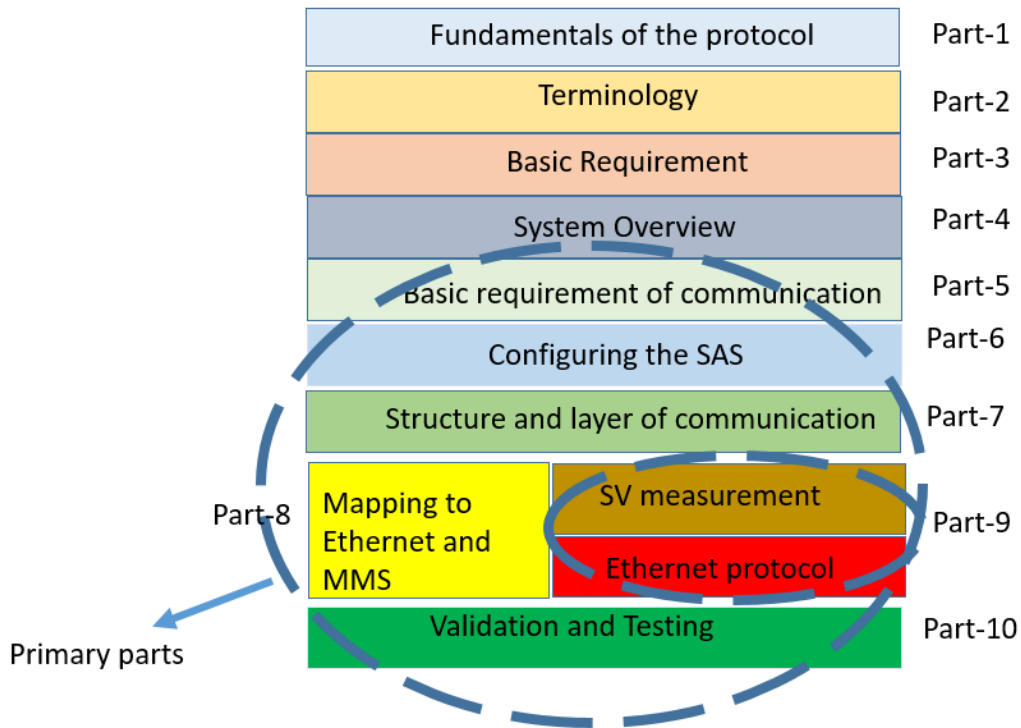 Fundamentals of the protocol Part-1
Terminology Part-2
Basic Requirement Part-3
System Overview Part-4
Basic requirement of communication Part-5
Configuring the SAS Part-6
Structure and layer of communication Part-7
Part-8
Mapping to
Ethernet and
MMS
SV measurement
Ethernet protocol
Part-9
Validation and Testing Part-10
Primary parts